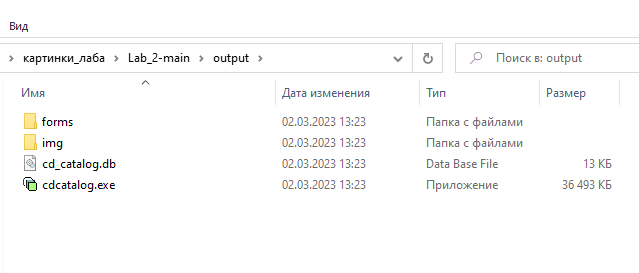 Вид
картинки_лаба > Lab_2-main > output >
Поиск в: output
Имя Дата изменения Тип Размер
forms 02.03.2023 13:23 Папка с файлами
img 02.03.2023 13:23 Папка с файлами
cd_catalog.db 02.03.2023 13:23 Data Base File 13 КБ
cdcatalog.exe 02.03.2023 13:23 Приложение 36 493 КБ